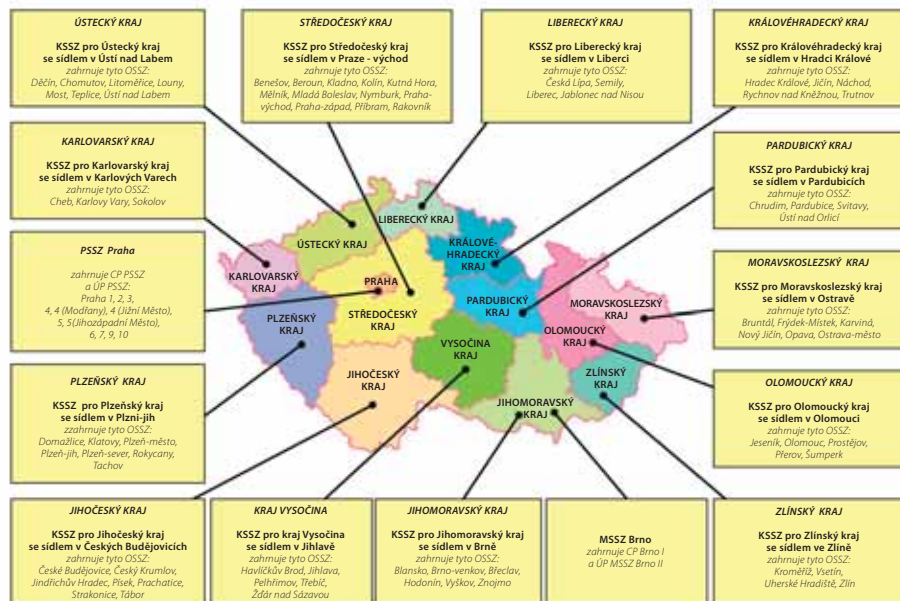 ÚSTECKÝ KRAJ
KSSZ pro Ústecký kraj
se sídlem v Ústí nad Labem
zahrnuje tyto OSSZ:
Děčín, Chomutov, Litoměřice, Louny,
Most, Teplice, Ústí nad Labem
STŘEDOČESKÝ KRAJ
KSSZ pro Středočeský kraj
se sídlem v Praze - východ
zahrnuje tyto OSSZ:
Benešov, Beroun, Kladno, Kolín, Kutná Hora,
Mělník, Mladá Boleslav, Nymburk, Praha-
východ, Praha-západ, Příbram, Rakovník
LIBERECKÝ KRAJ
KSSZ pro Liberecký kraj
se sídlem v Liberci
zahrnuje tyto OSSZ:
Česká Lípa, Semily,
Liberec, Jablonec nad Nisou
KRÁLOVÉHRADECKÝ KRAJ
KSSZ pro Královéhradecký kraj
se sídlem v Hradci Králové
zahrnuje tyto OSSZ:
Hradec Králové, Jičín, Náchod,
Rychnov nad Kněžnou, Trutnov
KARLOVARSKÝ KRAJ
KSSZ pro Karlovarský kraj
se sídlem v Karlových Varech
zahrnuje tyto OSSZ:
Cheb, Karlovy Vary, Sokolov
PARDUBICKÝ KRAJ
KSSZ pro Pardubický kraj
se sídlem v Pardubicích
zahrnuje tyto OSSZ:
Chrudim, Pardubice, Svitavy,
Ústí nad Orlicí
PSSZ Praha
zahrnuje CP PSSZ
a ÚP PSSZ:
Praha 1, 2, 3,
4, 4 (Modřany), 4 (Jižní Město),
5, 5 (Jihozápadní Město),
6, 7, 9, 10
MORAVSKOSLEZSKÝ KRAJ
KSSZ pro Moravskoslezský kraj
se sídlem v Ostravě
zahrnuje tyto OSSZ:
Bruntál, Frýdek-Místek, Karviná,
Nový Jičín, Opava, Ostrava-město
LIBERECKÝ KRAJ
ÚSTECKÝ KRAJ
KRÁLOVÉ-
HRADECKÝ
KRAJ
KARLOVARSKÝ
KRAJ
PRAHA
MORAVSKOSLEZSKÝ
KRAJ
PARDUBICKÝ
KRAJ
STŘEDOČESKÝ
KRAJ
PLZEŇSKÝ
KRAJ
OLOMOUCKÝ
KRAJ
VYSOČINA
KRAJ
JIHOČESKÝ
KRAJ
ZLÍNSKÝ
KRAJ
JIHOMORAVSKÝ
KRAJ
PLZEŇSKÝ KRAJ
KSSZ pro Plzeňský kraj
se sídlem v Plzni-jih
zahrnuje tyto OSSZ:
Domažlice, Klatovy, Plzeň-město,
Plzeň-jih, Plzeň-sever, Rokycany,
Tachov
OLOMOUCKÝ KRAJ
KSSZ pro Olomoucký kraj
se sídlem v Olomouci
zahrnuje tyto OSSZ:
Jeseník, Olomouc, Prostějov,
Přerov, Šumperk
JIHOČESKÝ KRAJ
KSSZ pro Jihočeský kraj
se sídlem v Českých Budějovicích
zahrnuje tyto OSSZ:
České Budějovice, Český Krumlov,
Jindřichův Hradec, Písek, Prachatice,
Strakonice, Tábor
KRAJ VYSOČINA
KSSZ pro kraj Vysočina
se sídlem v Jihlavě
zahrnuje tyto OSSZ:
Havlíčkův Brod, Jihlava,
Pelhřimov, Třebíč,
Žďár nad Sázavou
JIHOMORAVSKÝ KRAJ
KSSZ pro Jihomoravský kraj
se sídlem v Brně
zahrnuje tyto OSSZ:
Blansko, Brno-venkov, Břeclav,
Hodonín, Vyškov, Znojmo
MSSZ Brno
zahrnuje CP Brno I
a ÚP MSSZ Brno II
ZLÍNSKÝ KRAJ
KSSZ pro Zlínský kraj
se sídlem ve Zlíně
zahrnuje tyto OSSZ:
Kroměříž, Vsetín,
Uherské Hradiště, Zlín